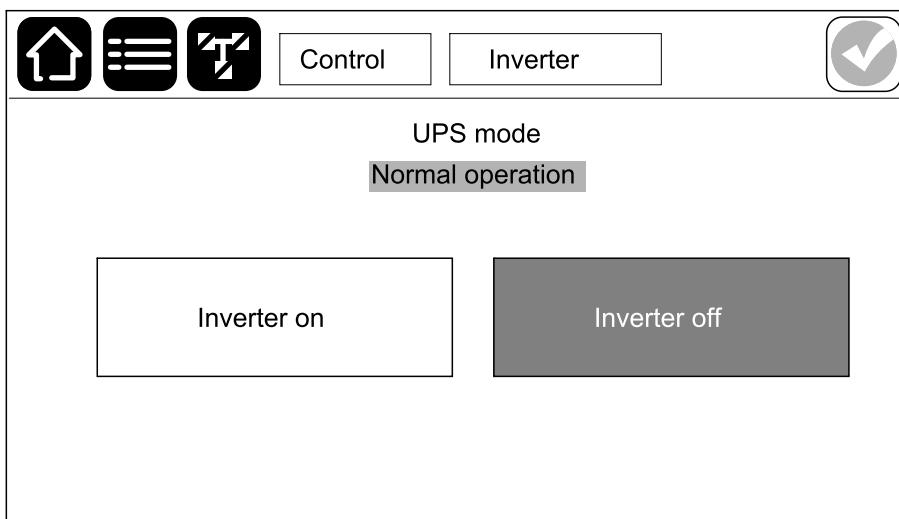 Control
Inverter
UPS mode
Normal operation
Inverter on
Inverter off